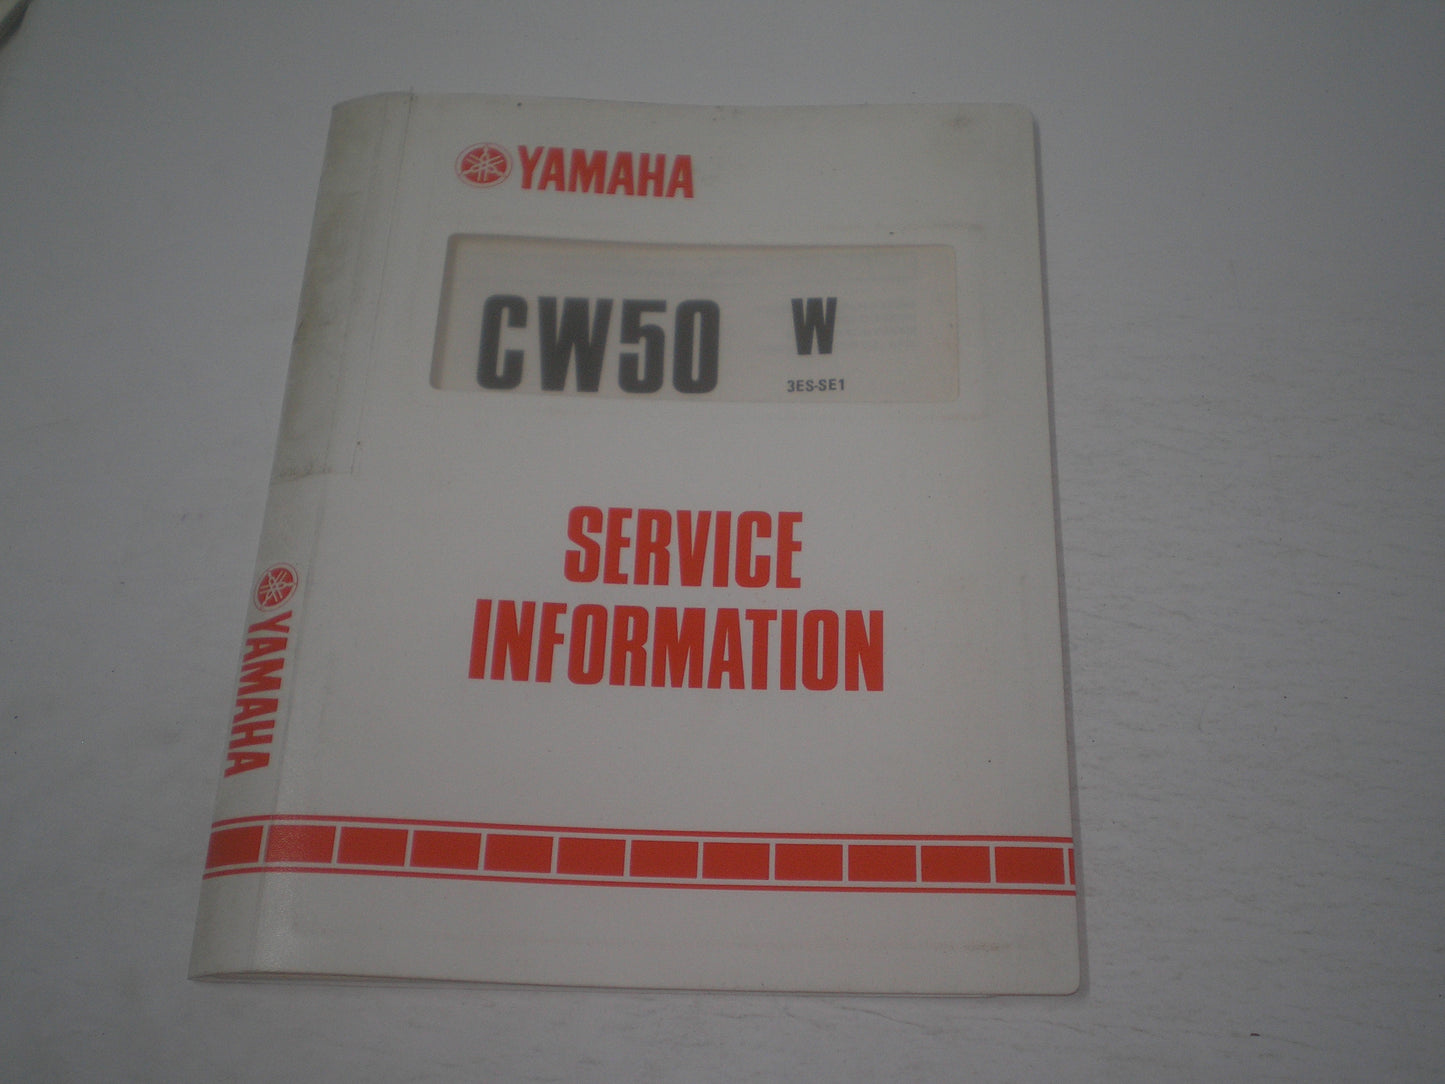 YAMAHA
CW50 W
3ES-SE1
SERVICE
INFORMATION
YAMAHA